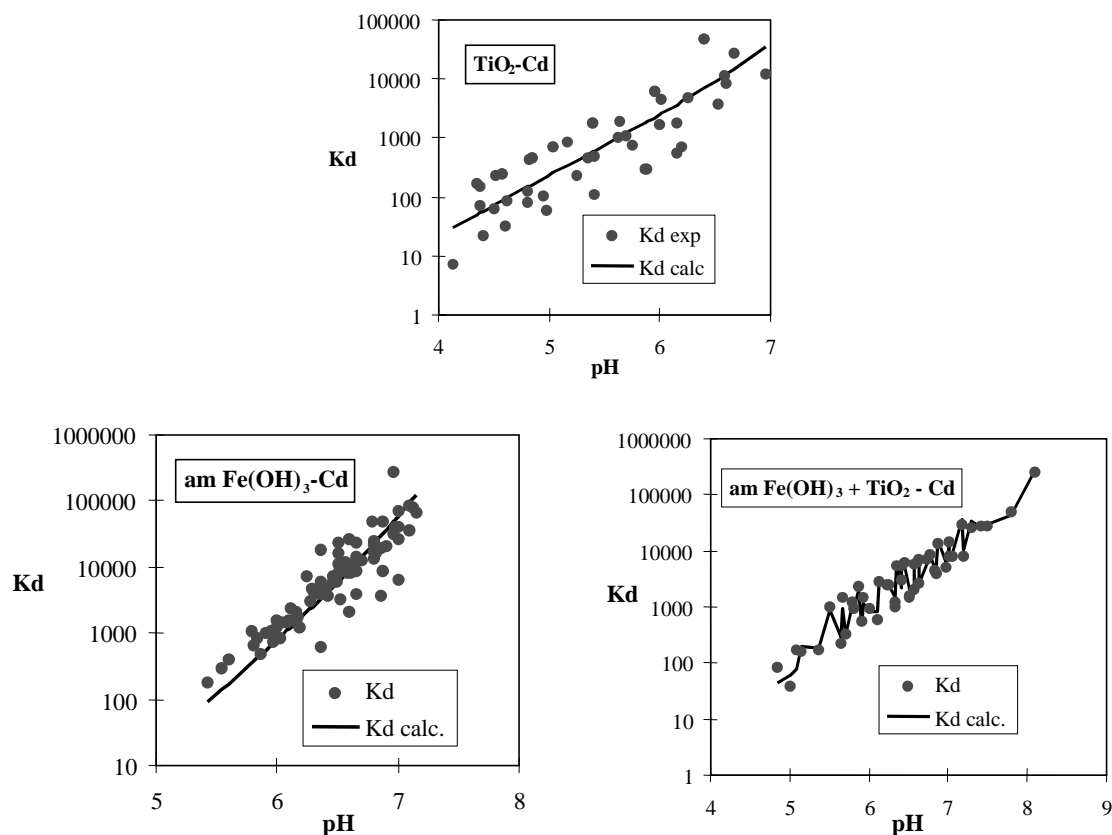 100000
TiO2-Cd
10000
1000
Kd
100
Kd exp
10
Kd calc
1
4 5 6 7
pH
1000000
am Fe(OH)3-Cd
100000
10000
Kd
1000
Kd
100
Kd calc.
10
5 6 7 8
pH
1000000
am Fe(OH)3 + TiO2 - Cd
100000
10000
Kd
1000
100
Kd
10
Kd calc.
1
4 5 6 7 8 9
pH